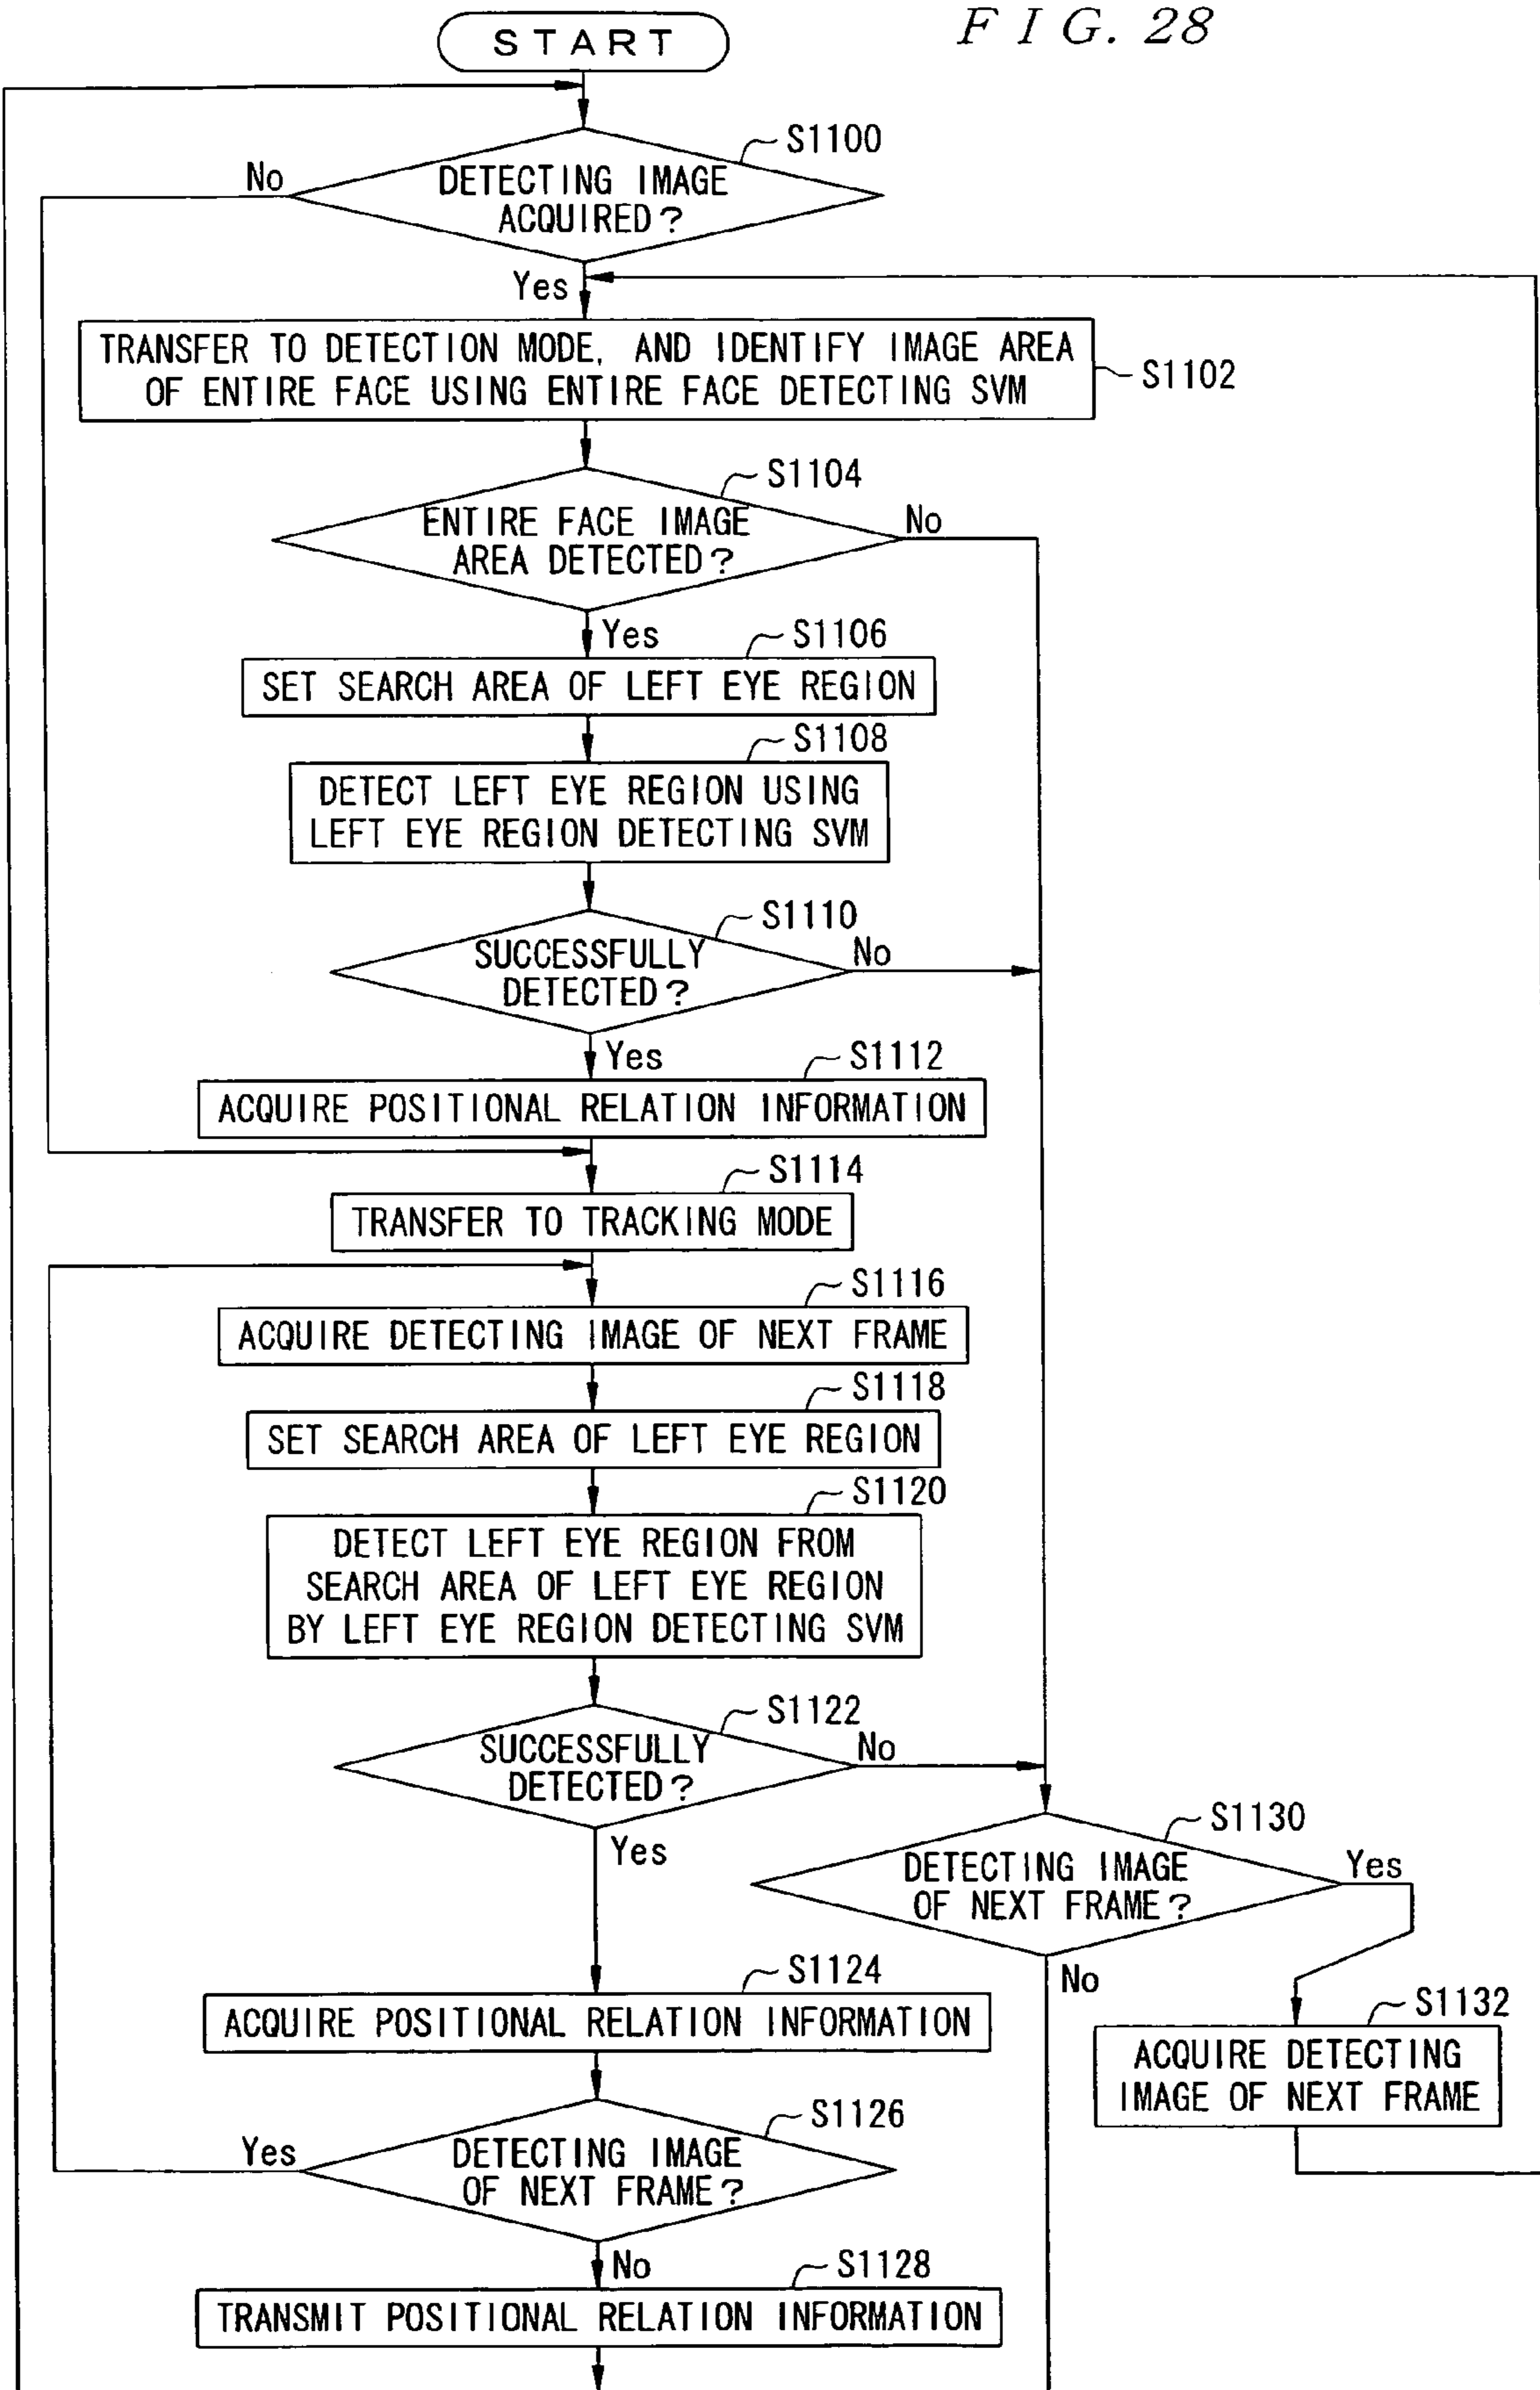 FIG. 28
START
S1100
No
DETECTING IMAGE
ACQUIRED?
Yes
TRANSFER TO DETECTION MODE, AND IDENTIFY IMAGE AREA
OF ENTIRE FACE USING ENTIRE FACE DETECTING SVM
S1102
S1104
ENTIRE FACE IMAGE
AREA DETECTED?
No
Yes
S1106
SET SEARCH AREA OF LEFT EYE REGION
S1108
DETECT LEFT EYE REGION USING
LEFT EYE REGION DETECTING SVM
S1110
SUCCESSFULLY
DETECTED?
No
Yes
S1112
ACQUIRE POSITIONAL RELATION INFORMATION
S1114
TRANSFER TO TRACKING MODE
S1116
ACQUIRE DETECTING IMAGE OF NEXT FRAME
S1118
SET SEARCH AREA OF LEFT EYE REGION
S1120
DETECT LEFT EYE REGION FROM
SEARCH AREA OF LEFT EYE REGION
BY LEFT EYE REGION DETECTING SVM
S1122
SUCCESSFULLY
DETECTED?
No
Yes
S1130
DETECTING IMAGE
OF NEXT FRAME?
Yes
No
S1124
ACQUIRE POSITIONAL RELATION INFORMATION
S1132
ACQUIRE DETECTING
IMAGE OF NEXT FRAME
S1126
Yes
DETECTING IMAGE
OF NEXT FRAME?
No
S1128
TRANSMIT POSITIONAL RELATION INFORMATION